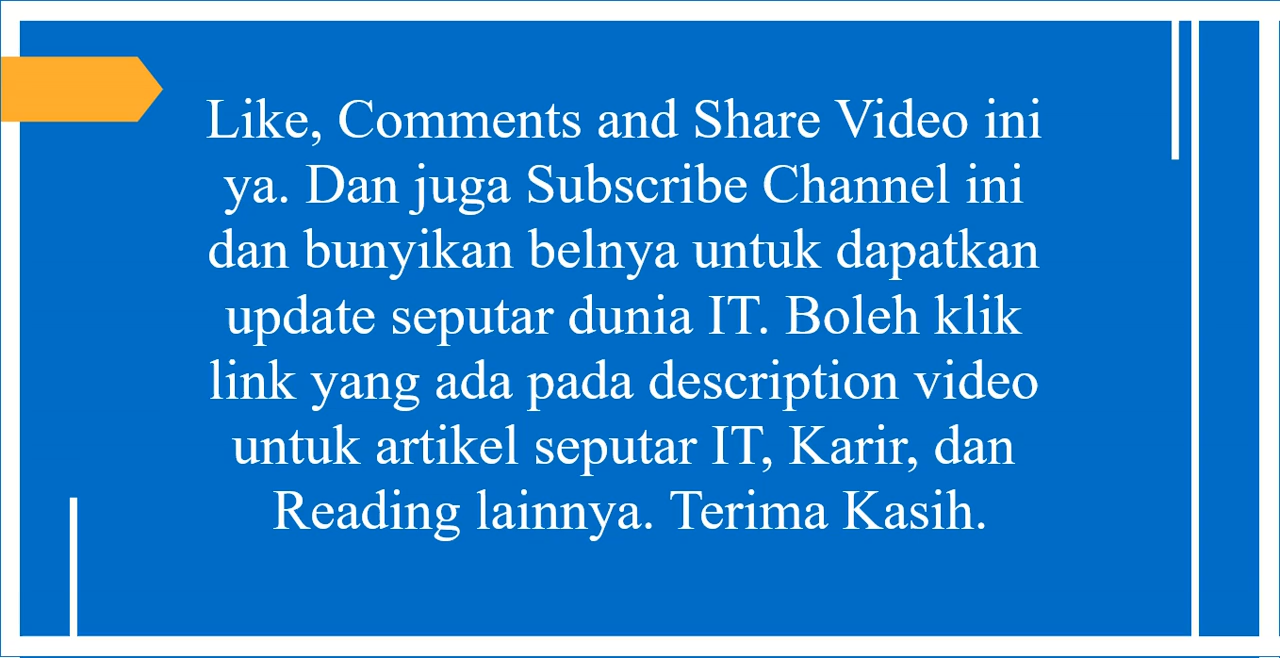 Like, Comments and Share Video ini
ya. Dan juga Subscribe Channel ini
dan bunyikan belnya untuk dapatkan
update seputar dunia IT. Boleh klik
link yang ada pada description video
untuk artikel seputar IT, Karir, dan
Reading lainnya. Terima Kasih.